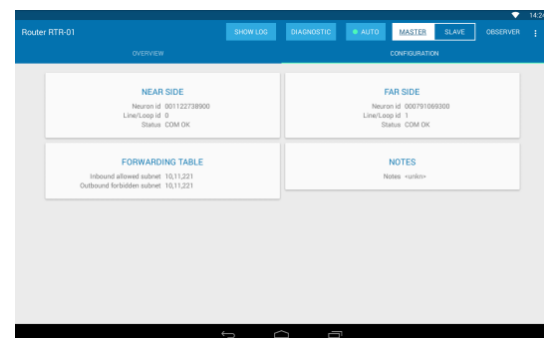 14:24
Router RTR-01
SHOW LOG
DIAGNOSTIC
AUTO
MASTER
SLAVE
OBSERVER
OVERVIEW
CONFIGURATION
NEAR SIDE
Neuron id 001122738900
Line/Loop id 0
Status COM OK
FAR SIDE
Neuron id 000791069300
Line/Loop id 1
Status COM OK
FORWARDING TABLE
Inbound allowed subnet 10,11,221
Outbound forbidden subnet 10,11,221
NOTES
Notes <unkn>